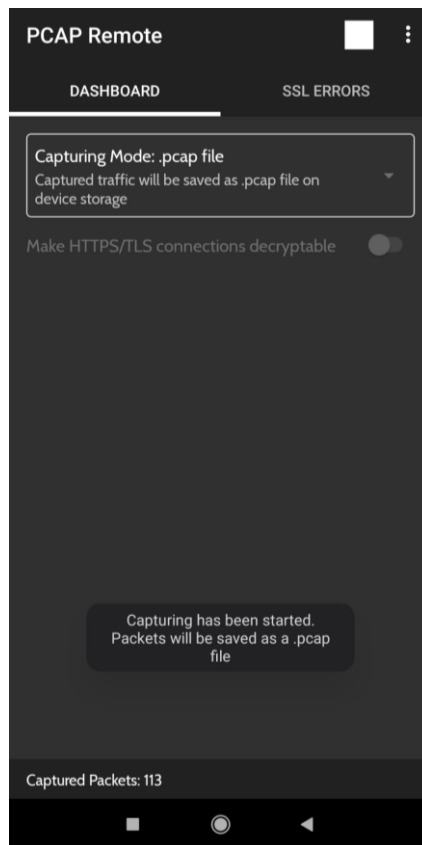 PCAP Remote
DASHBOARD
SSL ERRORS
Capturing Mode: .pcap file
Captured traffic will be saved as .pcap file on
device storage
Make HTTPS/TLS connections decryptable
Capturing has been started.
Packets will be saved as a .pcap
file
Captured Packets: 113